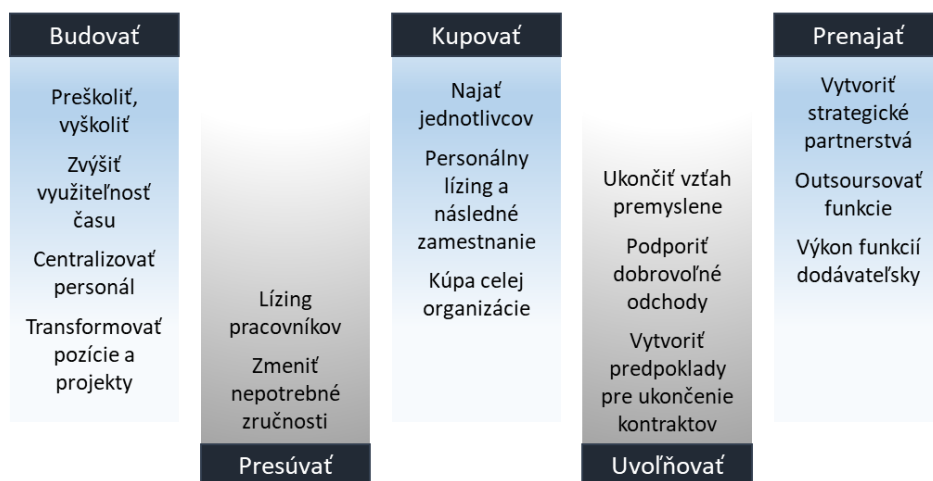 Budovať
Preškoliť,
vyškoliť
Zvýšiť
využiteľnosť
času
Centralizovať
personál
Transformovať
pozície a
projekty
Lízing
pracovníkov
Zmeniť
nepotrebné
zručnosti
Presúvať
Kupovať
Najať
jednotlivcov
Personálny
lízing a
následné
zamestnanie
Kúpa celej
organizácie
Ukončiť vzťah
premyslene
Podporiť
dobrovoľné
odchody
Vytvoriť
predpoklady
pre ukončenie
kontraktov
Uvoľňovať
Prenajať
Vytvoriť
strategické
partnerstvá
Outsoursovať
funkcie
Výkon funkcií
dodávateľsky